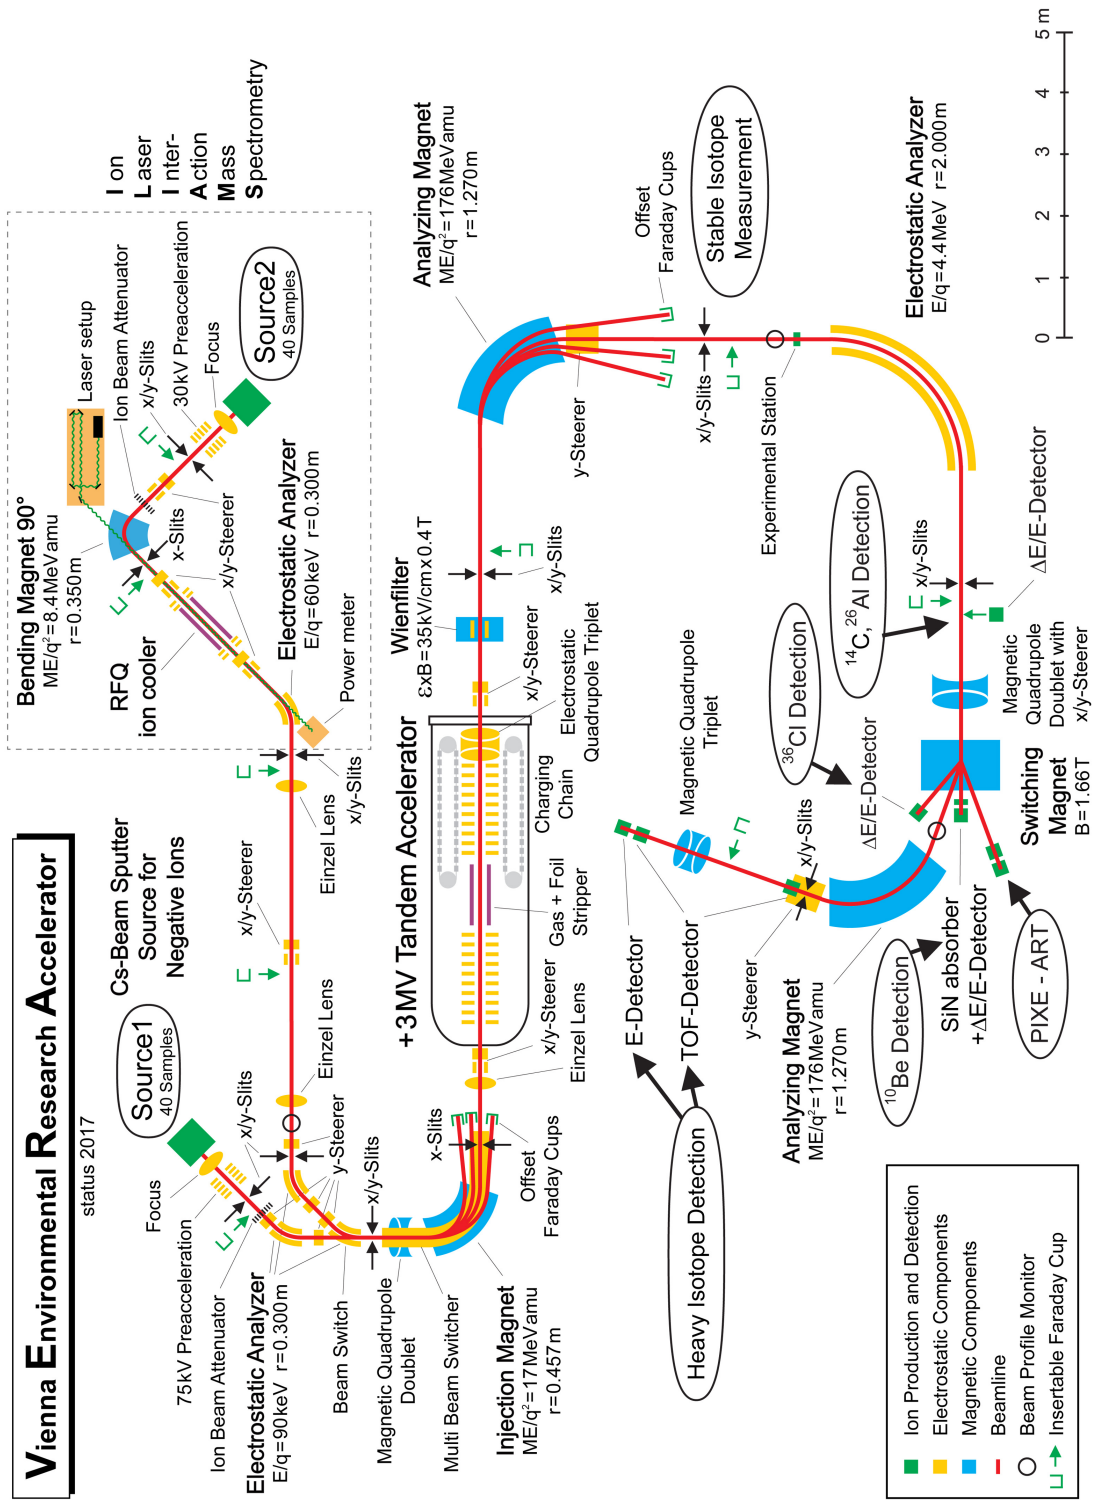 Vienna Environmental Research Accelerator
status 2017
Source1
40 Samples
Cs-Beam Sputter
Source for
Negative Ions
Focus
75kV Preacceleration
Ion Beam Attenuator
x/y-Slits
Electrostatic Analyzer
E/q=90keV r=0.300m
Beam Switch
y-Steerer
Einzel Lens
x/y-Steerer
Einzel Lens
x/y-Slits
Magnetic Quadrupole
Doublet
x/y-Slits
Multi Beam Switcher
Injection Magnet
ME/q²=17MeVamu
r=0.457m
Bending Magnet 90°
ME/q²=8.4MeVamu
r=0.350m
RFQ
ion cooler
Laser setup
Ion Beam Attenuator
x/y-Slits
30kV Preacceleration
Focus
Source2
40 Samples
x-Slits
x/y-Steerer
Electrostatic Analyzer
E/q=60keV r=0.300m
Power meter
Ion
Laser
Inter-
Action
Mass
Spectrometry
x-Slits
Offset
Faraday Cups
x/y-Steerer
Einzel Lens
+3MV Tandem Accelerator
Gas + Foil
Stripper
Charging
Chain
Electrostatic
Quadrupole Triplet
x/y-Steerer
Wienfilter
ɛxB=35kV/cmx0.4T
x/y-Slits
Analyzing Magnet
ME/q²=176MeVamu
r=1.270m
y-Steerer
Offset
Faraday Cups
x/y-Slits
Stable Isotope
Measurement
Experimental Station
Electrostatic Analyzer
E/q=4.4MeV r=2.000m
x/y-Slits
ΔE/E-Detector
¹⁴C,²⁶Al Detection
Magnetic
Quadrupole
Doublet with
x/y-Steerer
³⁶Cl Detection
ΔE/E-Detector
Switching
Magnet
B=1.66T
Magnetic Quadrupole
Triplet
x/y-Slits
y-Steerer
E-Detector
TOF-Detector
Heavy Isotope Detection
Analyzing Magnet
ME/q²=176MeVamu
r=1.270m
¹⁰Be Detection
SiN absorber
+ΔE/E-Detector
PIXE - ART
Ion Production and Detection
Electrostatic Components
Magnetic Components
Beamline
Beam Profile Monitor
Insertable Faraday Cup
0 1 2 3 4 5 m